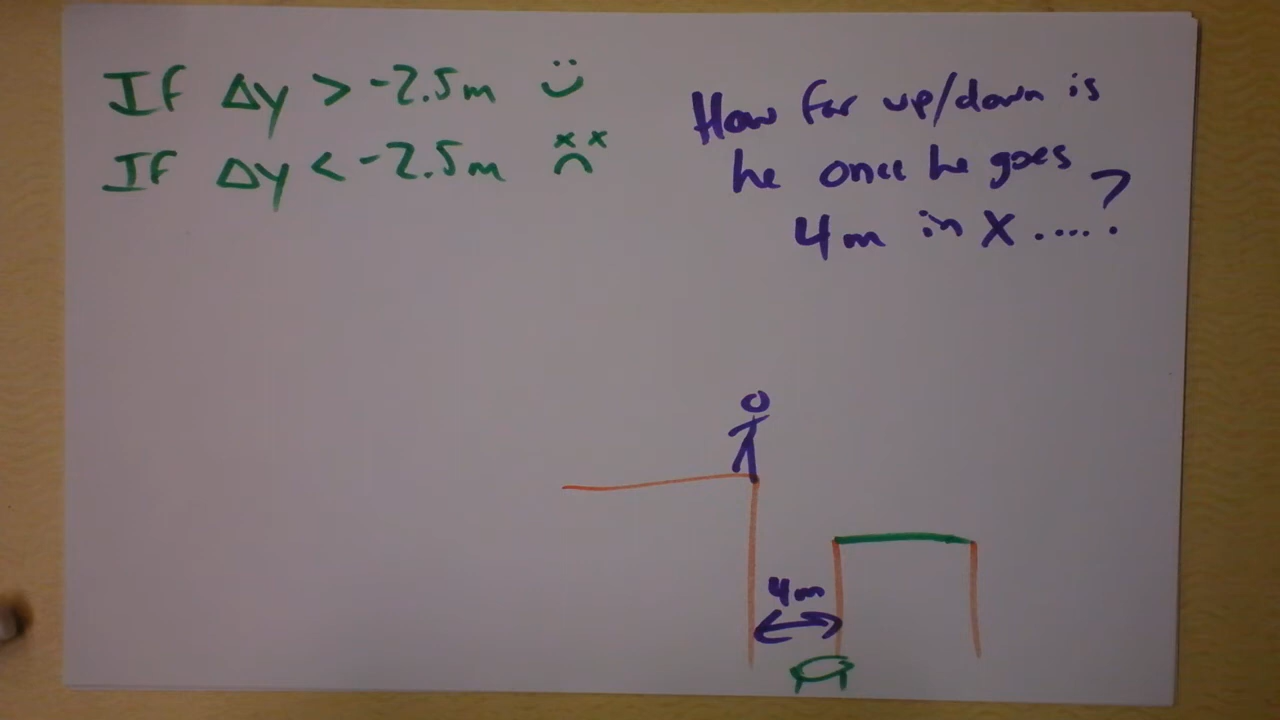 If Δy > -2.5m
If Δy < -2.5m
How far up/down is
he once he goes
4m in X.....?
4m